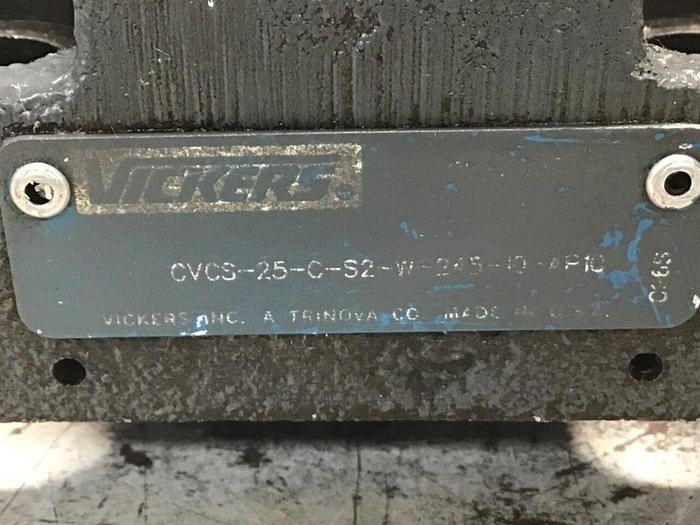 VICKERS
CVCS-25-C-S2-W-245-10 AP10
VICKERS, INC. A TRINOVA CO. MADE IN U.S.A.